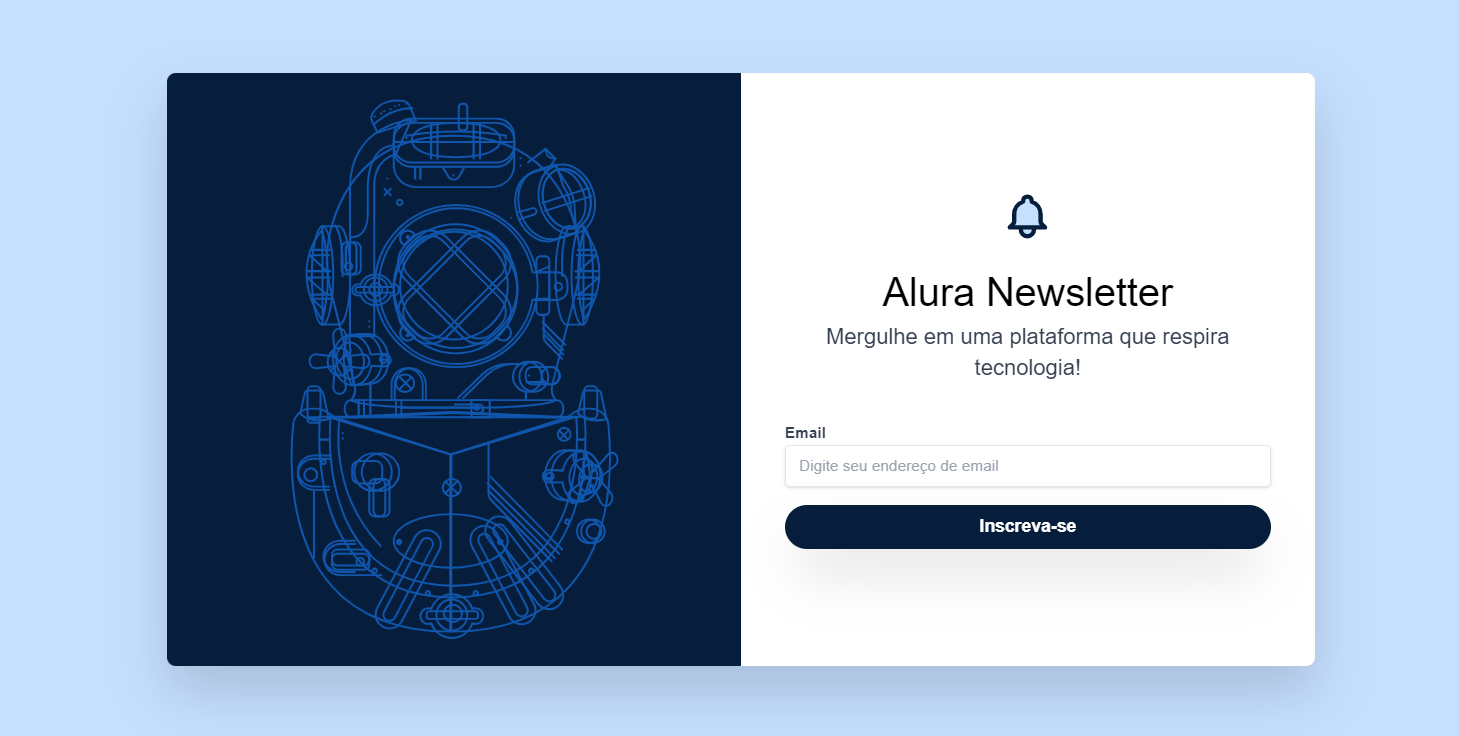 Alura Newsletter
Mergulhe em uma plataforma que respira
tecnologia!
Email
Digite seu endereço de email
Inscreva-se